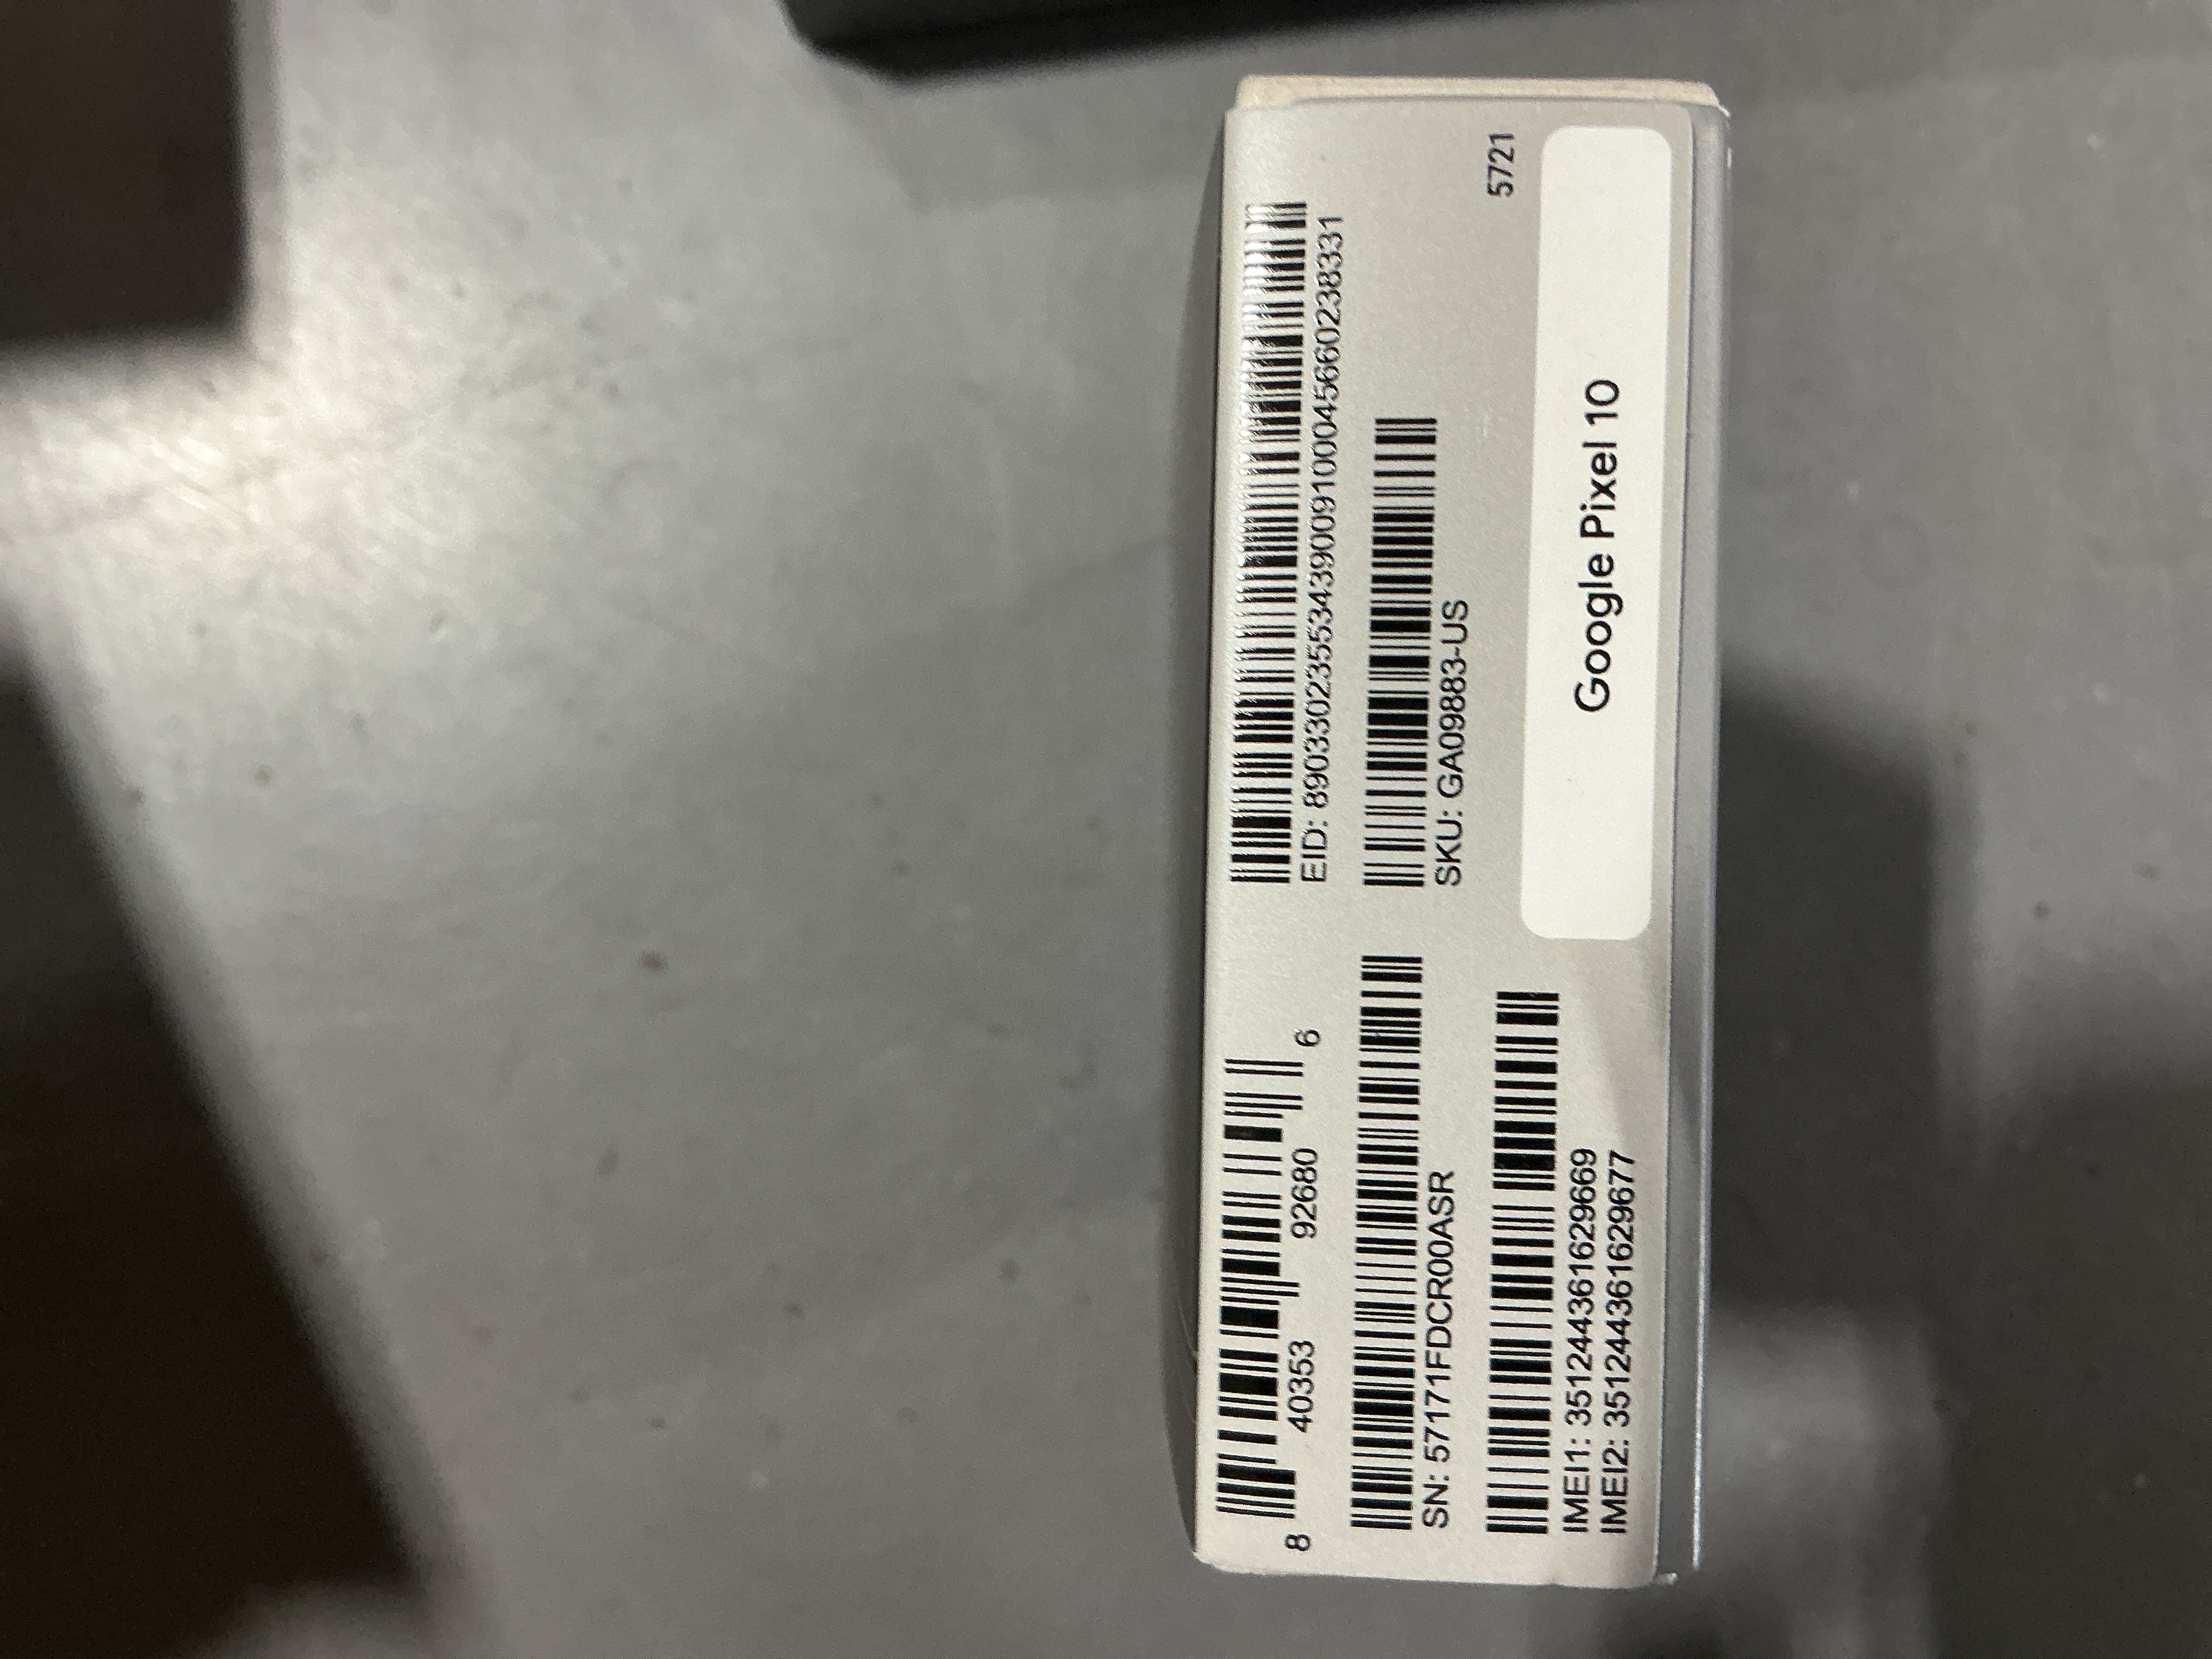 8 40353 92680 6
EID: 89033023553439009100045660238331
SN: 57171FDCR00ASR
SKU: GA09883-US
5721
IMEI1: 351244361629669
IMEI2: 351244361629677
Google Pixel 10